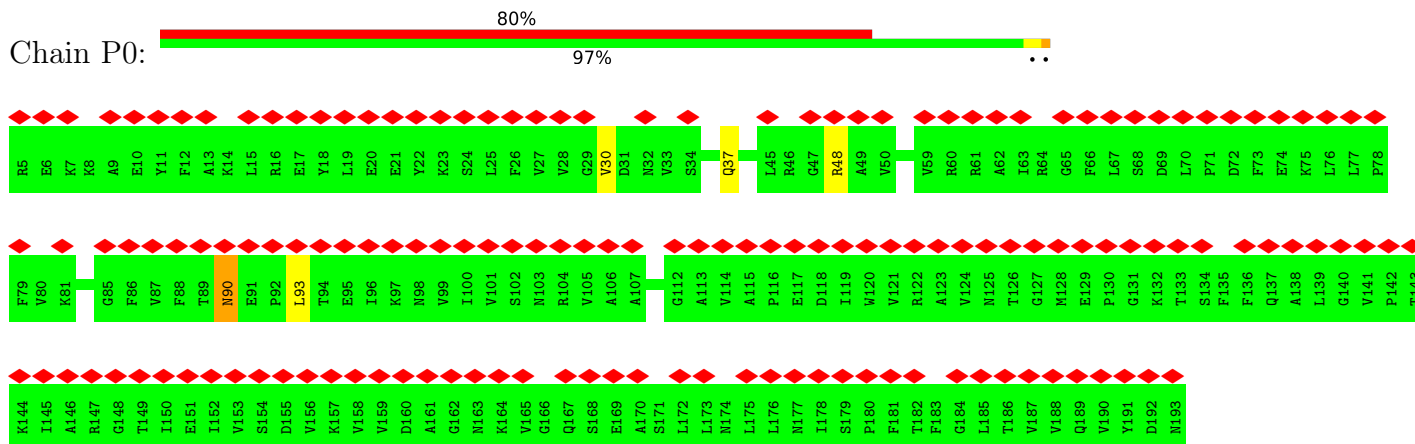 80%
Chain P0:
97%
• •
R5 E6 K7 K8 A9 E10 Y11 F12 A13 K14 L15 R16 E17 Y18 L19 E20 E21 Y22 K23 S24 L25 F26 V27 V28 G29 V30 D31 N32 V33 S34 Q37 L45 R46 G47 R48 A49 V50 V59 R60 R61 A62 I63 R64 G65 F66 L67 S68 D69 L70 P71 D72 F73 E74 K75 L76 L77 P78
F79 V80 K81 G85 F86 V87 F88 T89 N90 E91 P92 L93 T94 E95 I96 K97 N98 V99 I100 V101 S102 N103 R104 V105 A106 A107 G112 A113 V114 A115 P116 E117 D118 I119 W120 V121 R122 A123 V124 N125 T126 G127 M128 E129 P130 G131 K132 T133 S134 F135 F136 Q137 A138 L139 G140 V141 P142 T143
K144 I145 A146 R147 G148 T149 I150 E151 I152 V153 S154 D155 V156 K157 V158 V159 D160 A161 G162 N163 K164 V165 G166 Q167 S168 E169 A170 S171 L172 L173 N174 L175 L176 N177 I178 S179 P180 F181 T182 F183 G184 L185 T186 V187 V188 Q189 V190 Y191 D192 N193